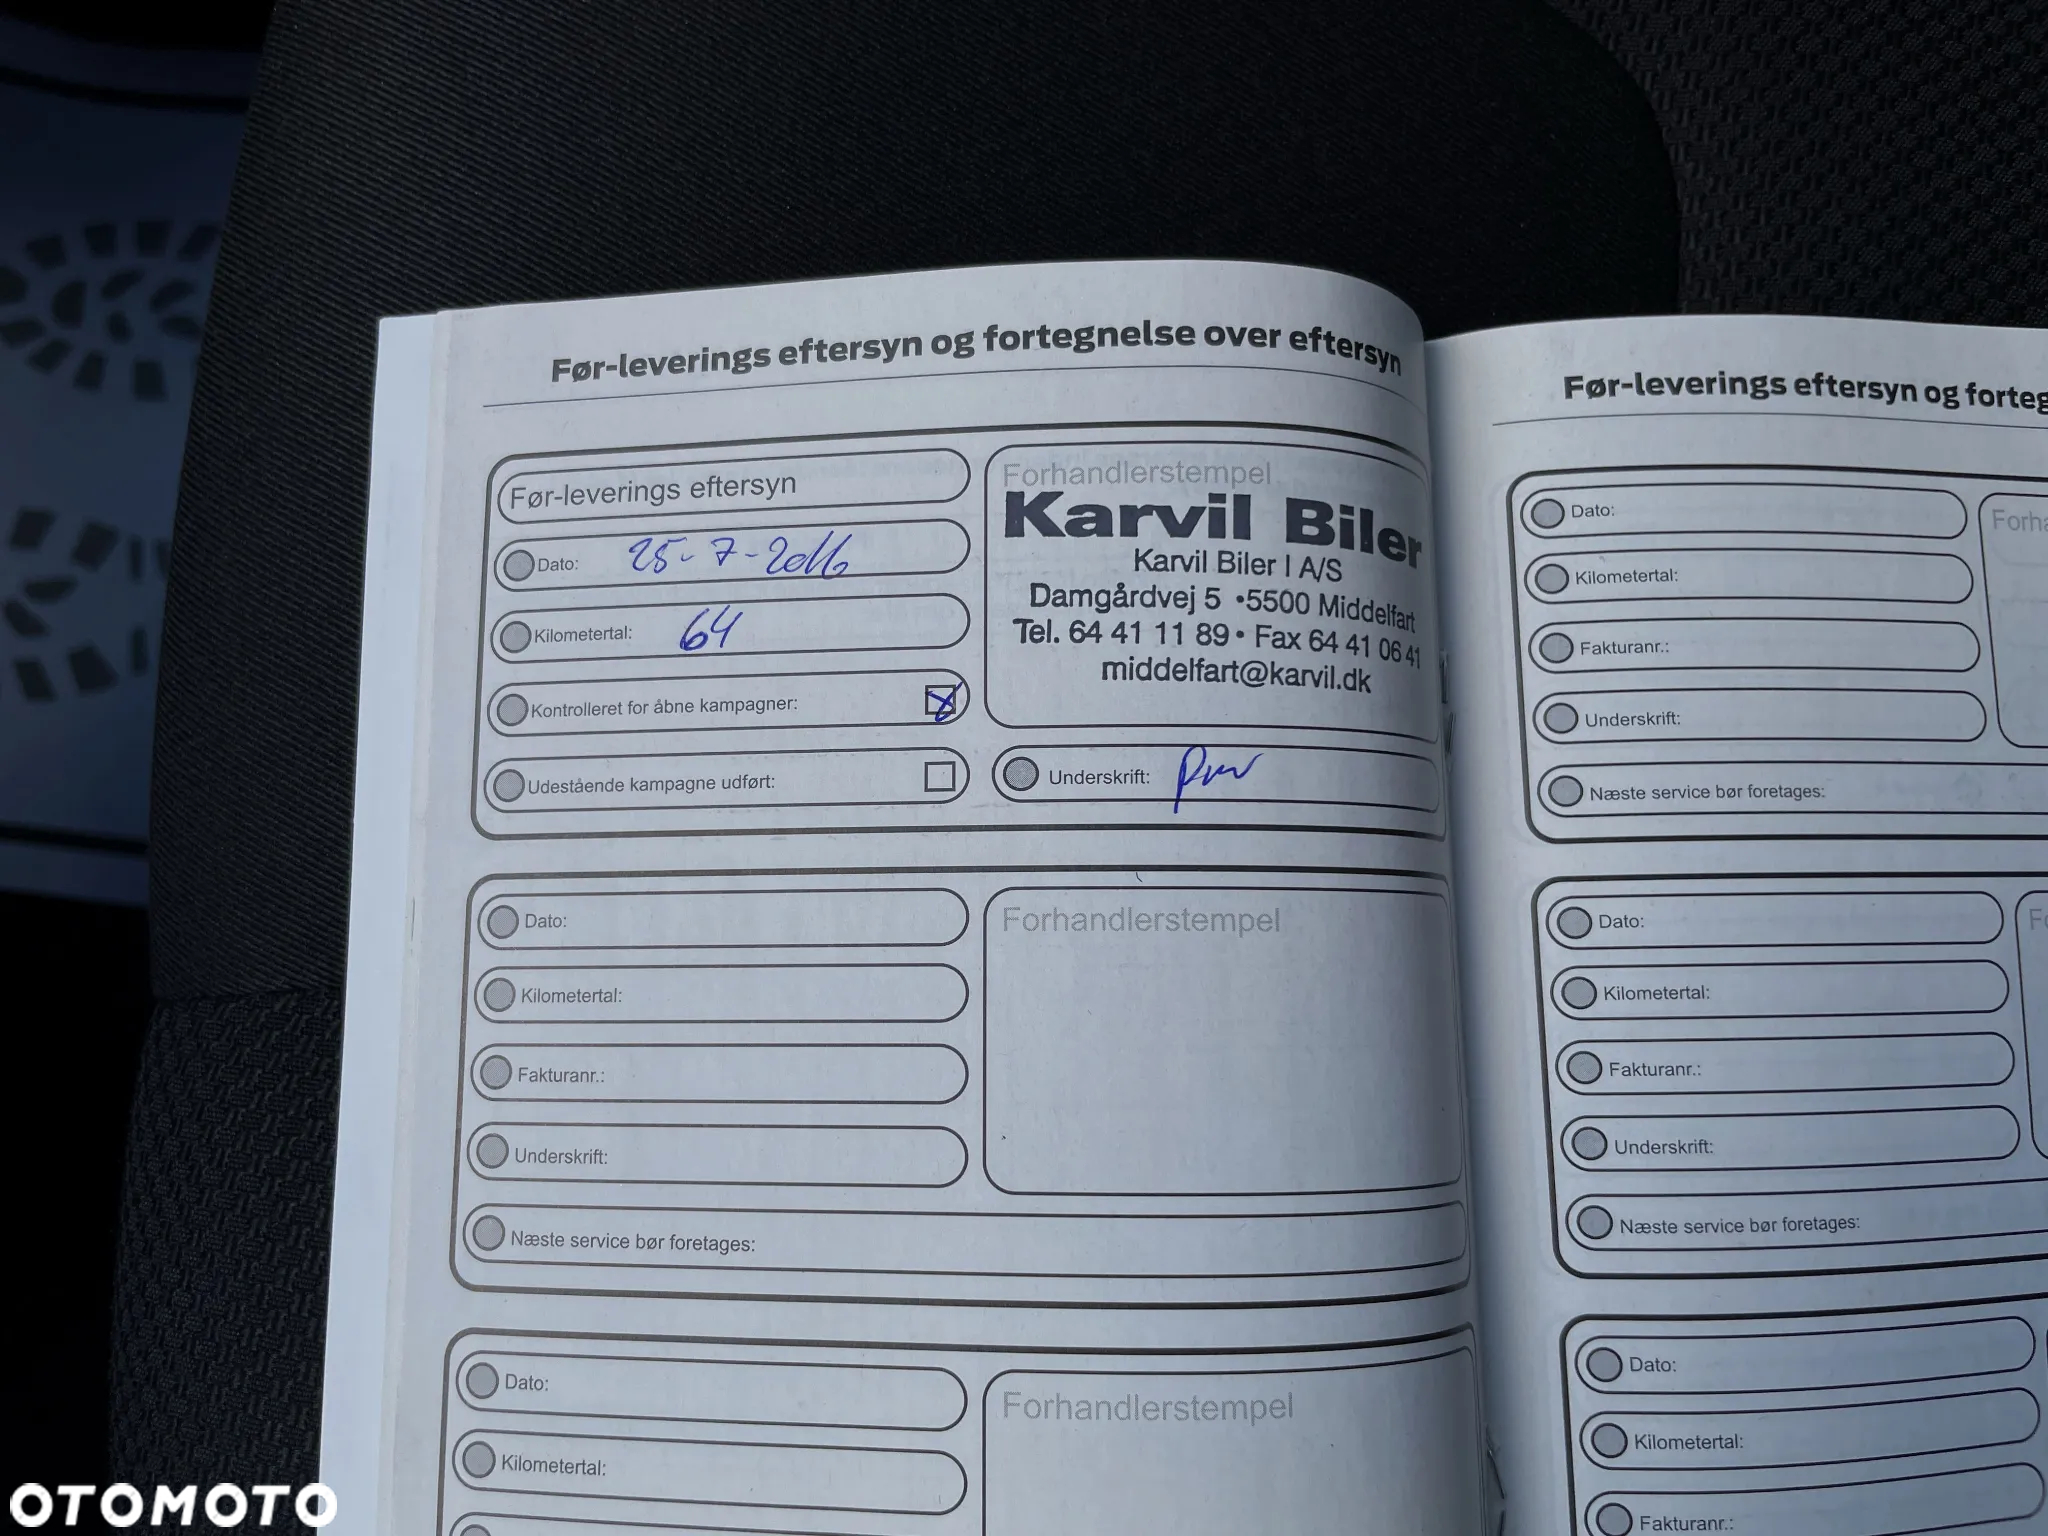 Før-leverings eftersyn og fortegnelse over eftersyn
Før-leverings eftersyn
Dato: 25-7-2016
Kilometertal: 64
Kontrolleret for åbne kampagner: X
Udestående kampagne udført:
Forhandlerstempel
Karvil Biler
Karvil Biler I A/S
Damgårdvej 5 • 5500 Middelfart
Tel. 64 41 11 89 • Fax 64 41 06 41
middelfart@karvil.dk
Underskrift:
Dato:
Kilometertal:
Fakturanr.:
Underskrift:
Næste service bør foretages:
Forhandlerstempel
Dato:
Kilometertal:
Forhandlerstempel
Før-leverings eftersyn og forteg
Dato:
Kilometertal:
Fakturanr.:
Underskrift:
Næste service bør foretages:
Forha
Dato:
Kilometertal:
Fakturanr.:
Underskrift:
Næste service bør foretages:
Fo
Dato:
Kilometertal:
Fakturanr.:
OTOMOTO